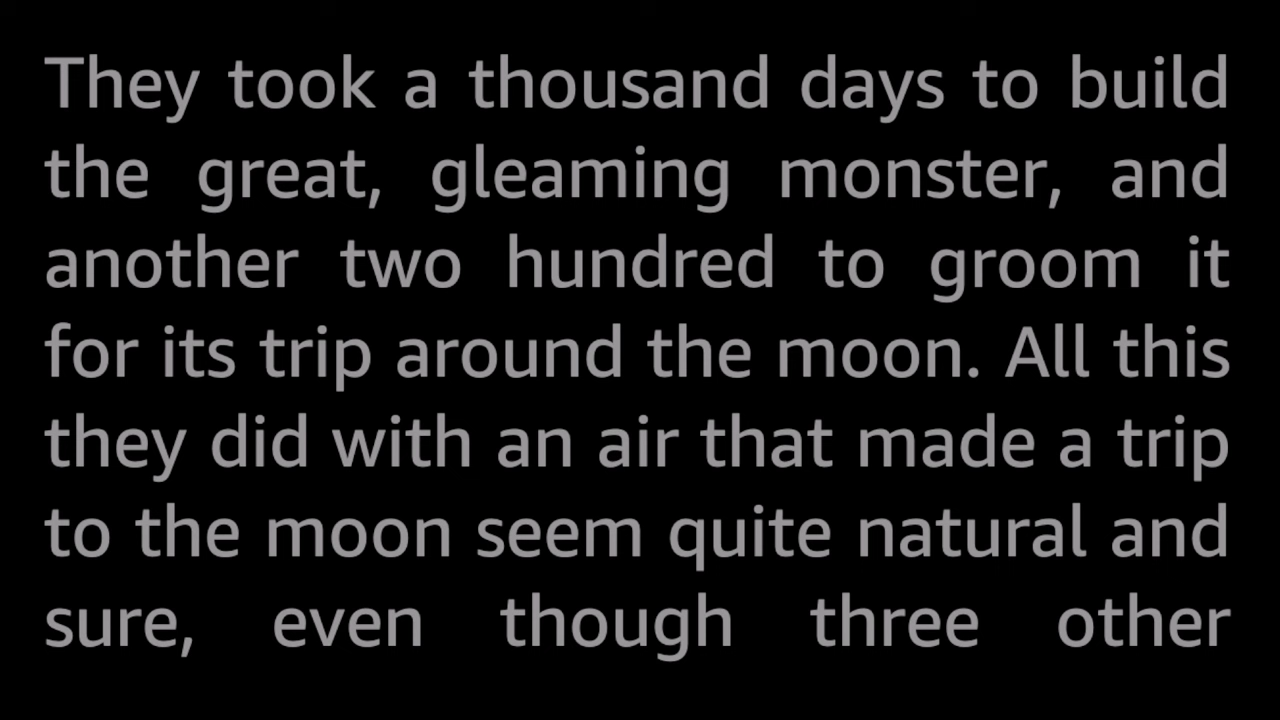 They took a thousand days to build
the great, gleaming monster, and
another two hundred to groom it
for its trip around the moon. All this
they did with an air that made a trip
to the moon seem quite natural and
sure, even though three other